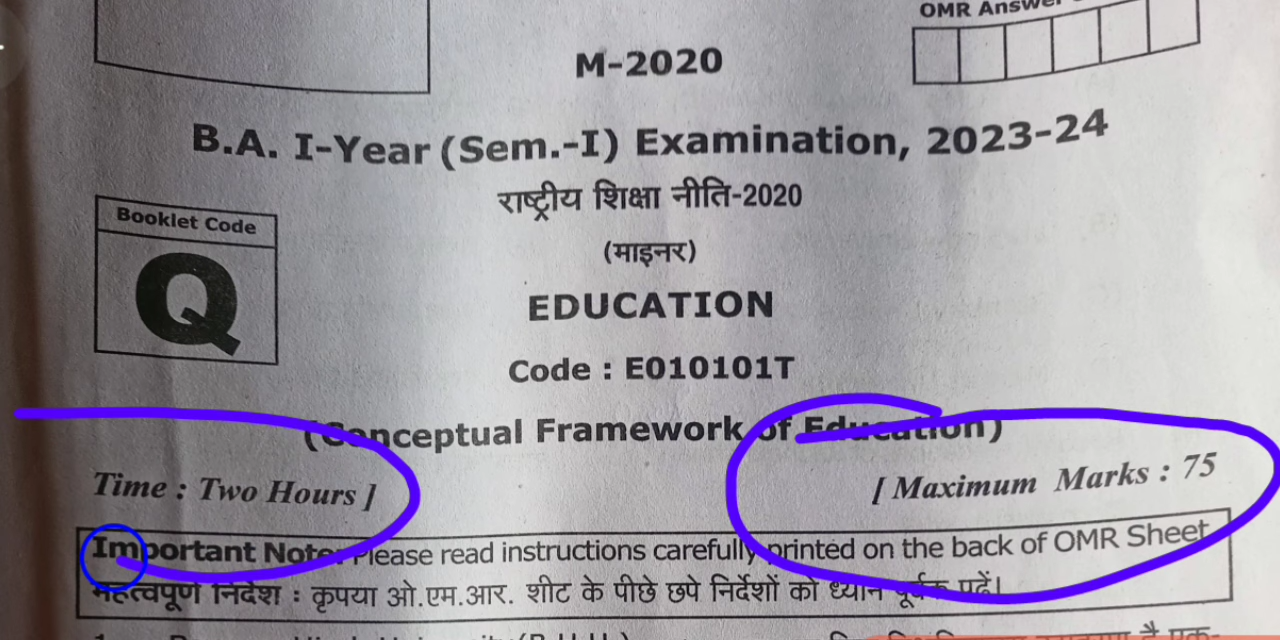 OMR Answer
M-2020
B.A. I-Year (Sem.-I) Examination, 2023-24
राष्ट्रीय शिक्षा नीति-2020
(माइनर)
Booklet Code
Q
EDUCATION
Code : E010101T
(Conceptual Framework of Education)
Time : Two Hours ]
[ Maximum Marks : 75
Important Note: Please read instructions carefully printed on the back of OMR Sheet
महत्वपूर्ण निर्देश : कृपया ओ.एम.आर. शीट के पीछे छपे निर्देशों को ध्यान पूर्वक पढ़ें।